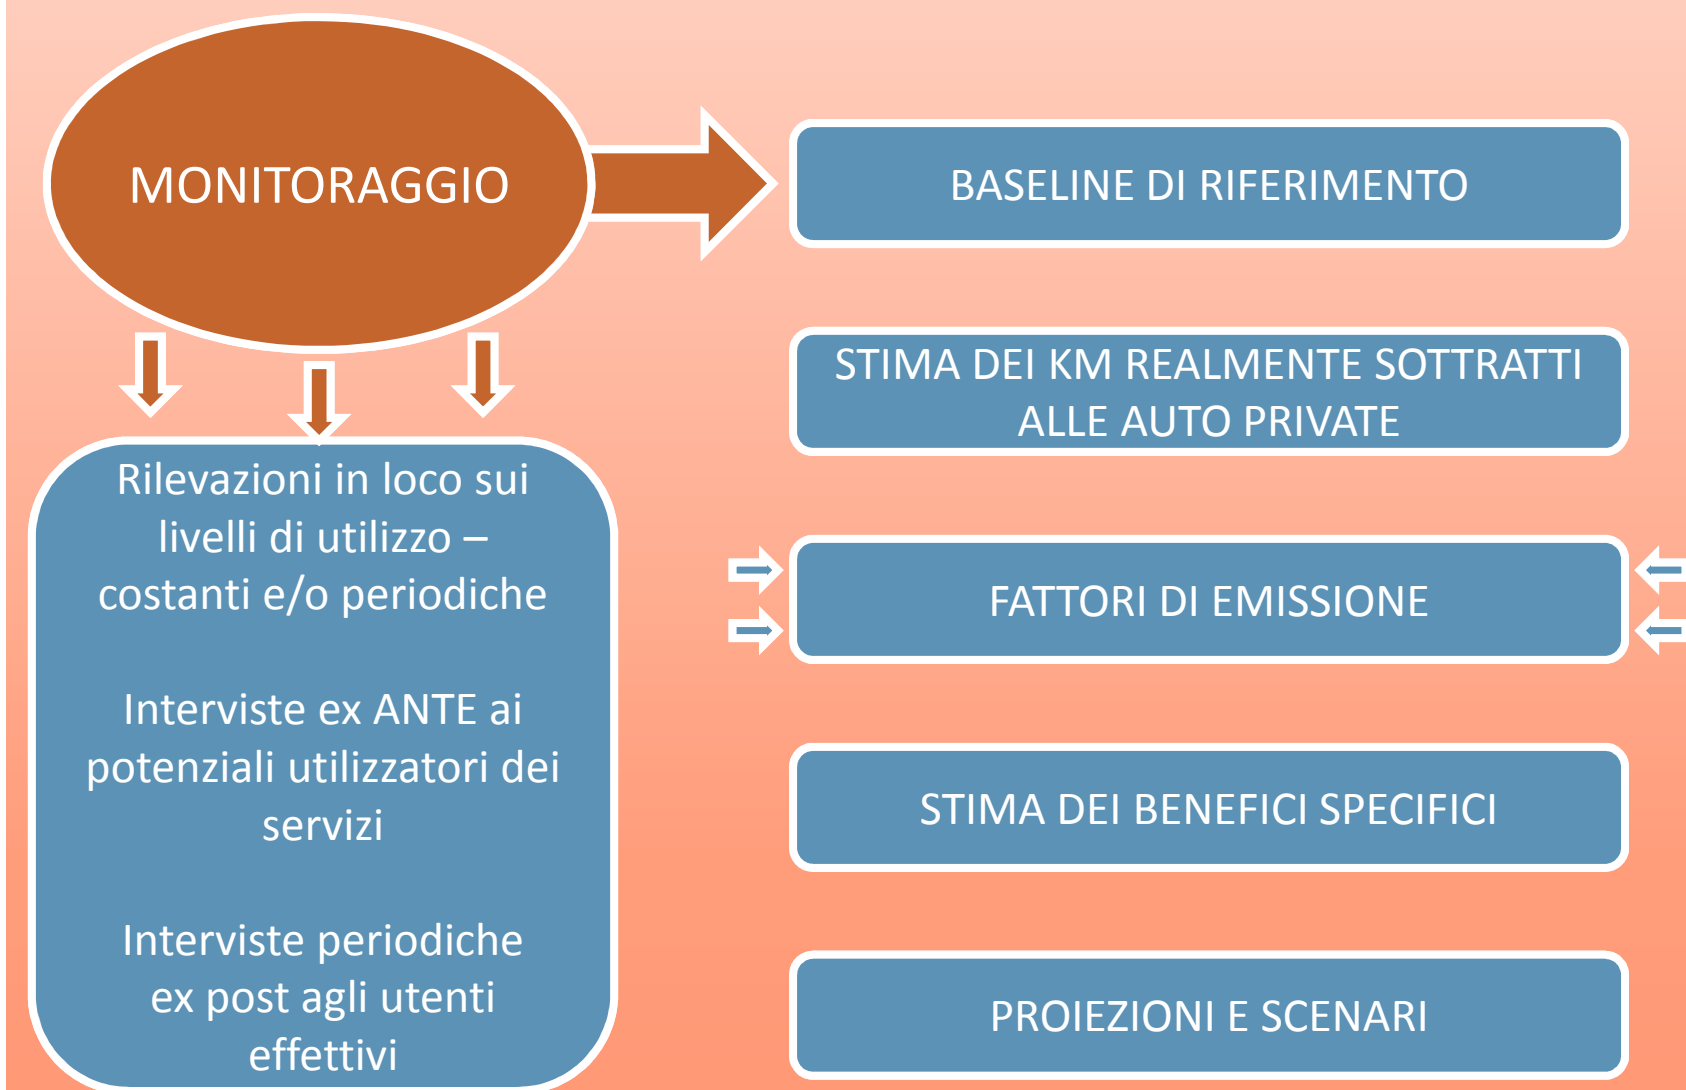 MONITORAGGIO
Rilevazioni in loco sui
livelli di utilizzo –
costanti e/o periodiche
Interviste ex ANTE ai
potenziali utilizzatori dei
servizi
Interviste periodiche
ex post agli utenti
effettivi
BASELINE DI RIFERIMENTO
STIMA DEI KM REALMENTE SOTTRATTI
ALLE AUTO PRIVATE
FATTORI DI EMISSIONE
STIMA DEI BENEFICI SPECIFICI
PROIEZIONI E SCENARI